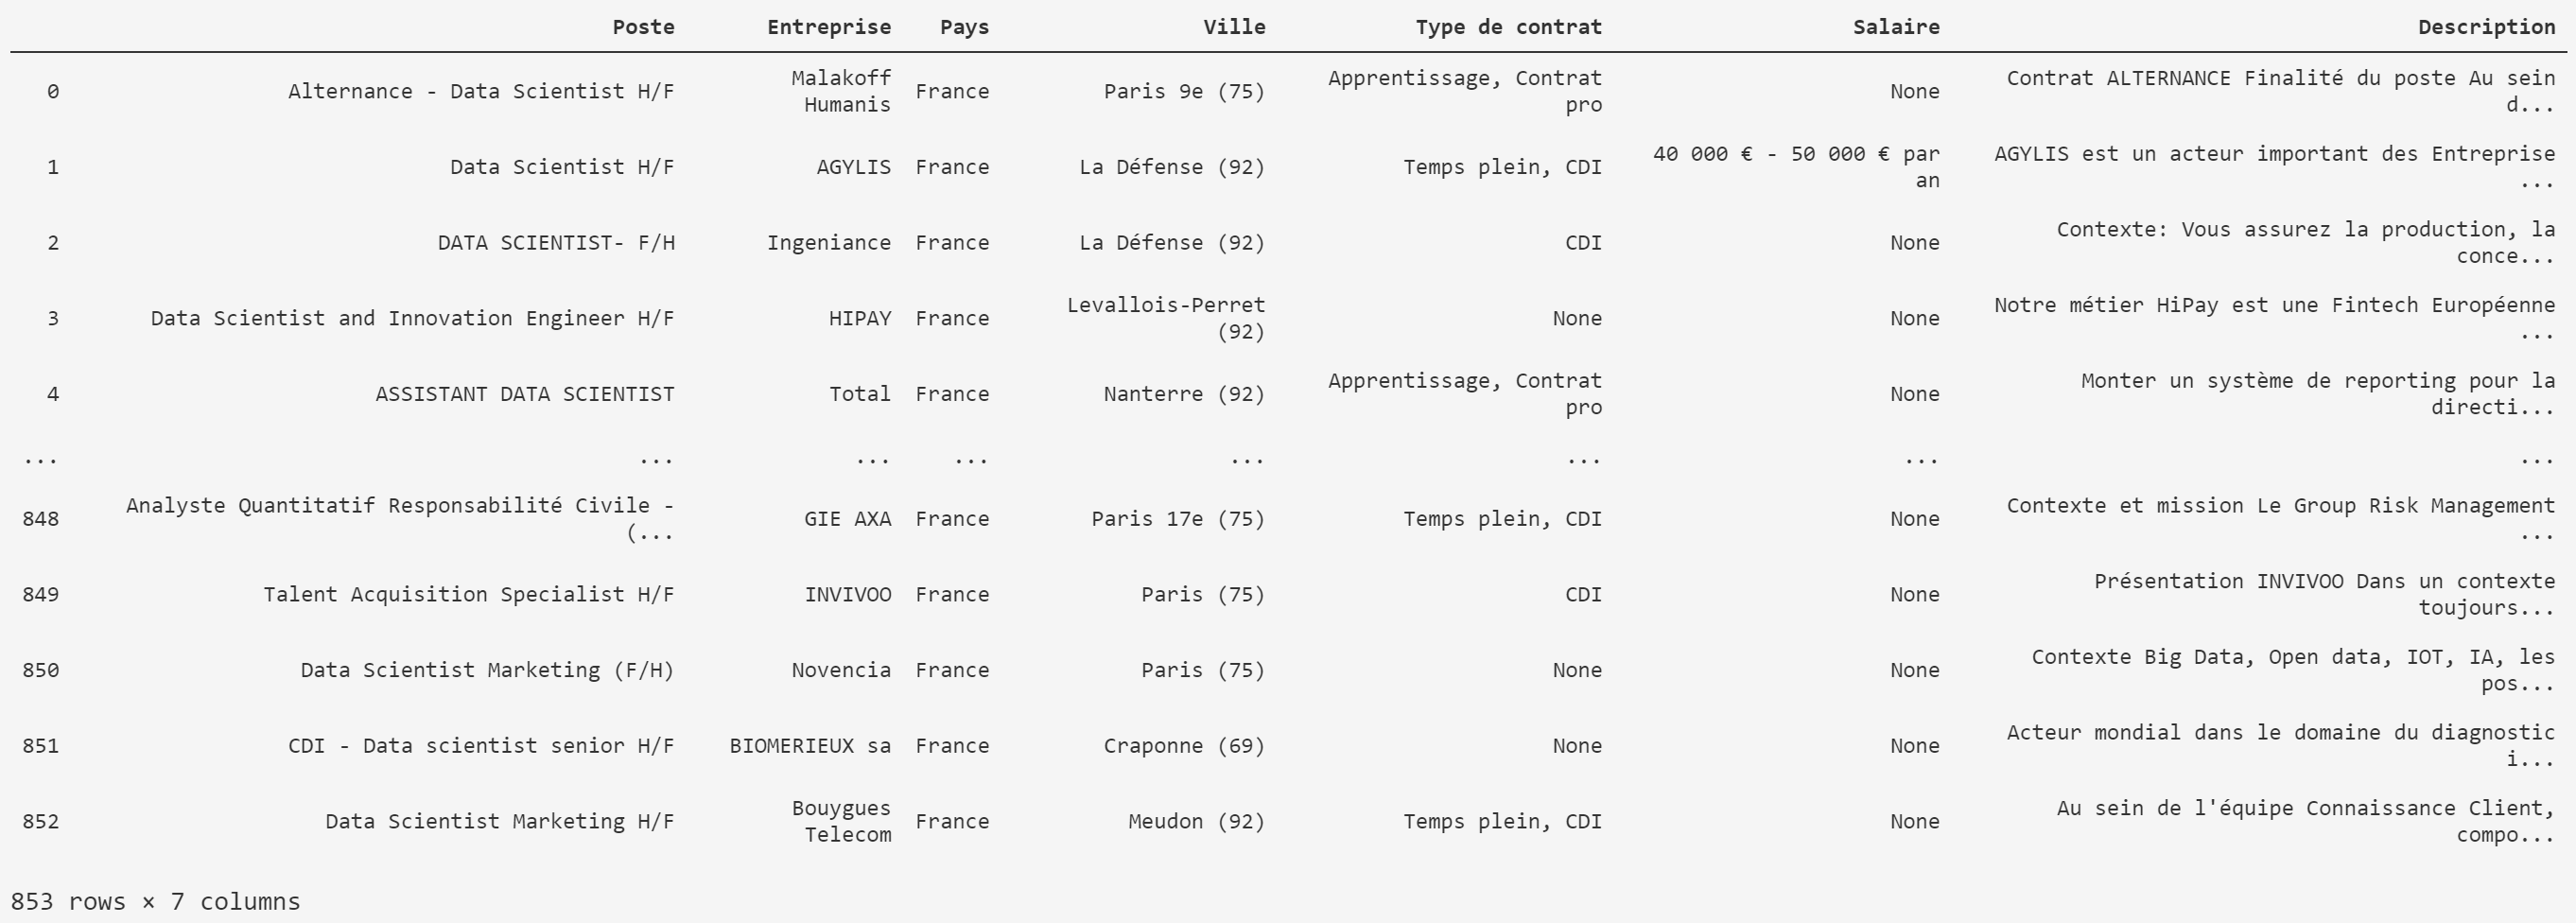 Poste Entreprise Pays Ville Type de contrat Salaire Description
0 Alternance - Data Scientist H/F Malakoff Humanis France Paris 9e (75) Apprentissage, Contrat pro None Contrat ALTERNANCE Finalité du poste Au sein d...
1 Data Scientist H/F AGYLIS France La Défense (92) Temps plein, CDI 40 000 € - 50 000 € par an AGYLIS est un acteur important des Entreprise ...
2 DATA SCIENTIST- F/H Ingeniance France La Défense (92) CDI None Contexte: Vous assurez la production, la conce...
3 Data Scientist and Innovation Engineer H/F HIPAY France Levallois-Perret (92) None None Notre métier HiPay est une Fintech Européenne ...
4 ASSISTANT DATA SCIENTIST Total France Nanterre (92) Apprentissage, Contrat pro None Monter un système de reporting pour la directi...
... ... ... ... ... ... ... ...
848 Analyste Quantitatif Responsabilité Civile - (... GIE AXA France Paris 17e (75) Temps plein, CDI None Contexte et mission Le Group Risk Management ...
849 Talent Acquisition Specialist H/F INVIVOO France Paris (75) CDI None Présentation INVIVOO Dans un contexte toujours...
850 Data Scientist Marketing (F/H) Novencia France Paris (75) None None Contexte Big Data, Open data, IOT, IA, les pos...
851 CDI - Data scientist senior H/F BIOMERIEUX sa France Craponne (69) None None Acteur mondial dans le domaine du diagnostic i...
852 Data Scientist Marketing H/F Bouygues Telecom France Meudon (92) Temps plein, CDI None Au sein de l'équipe Connaissance Client, compo...
853 rows × 7 columns